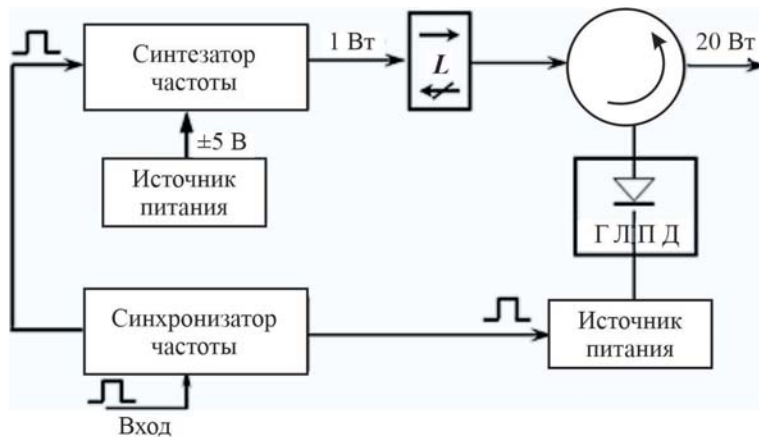 Синтезатор
частоты
1 Вт
L
20 Вт
±5 В
Источник
питания
Г Л П Д
Синхронизатор
частоты
Источник
питания
Вход